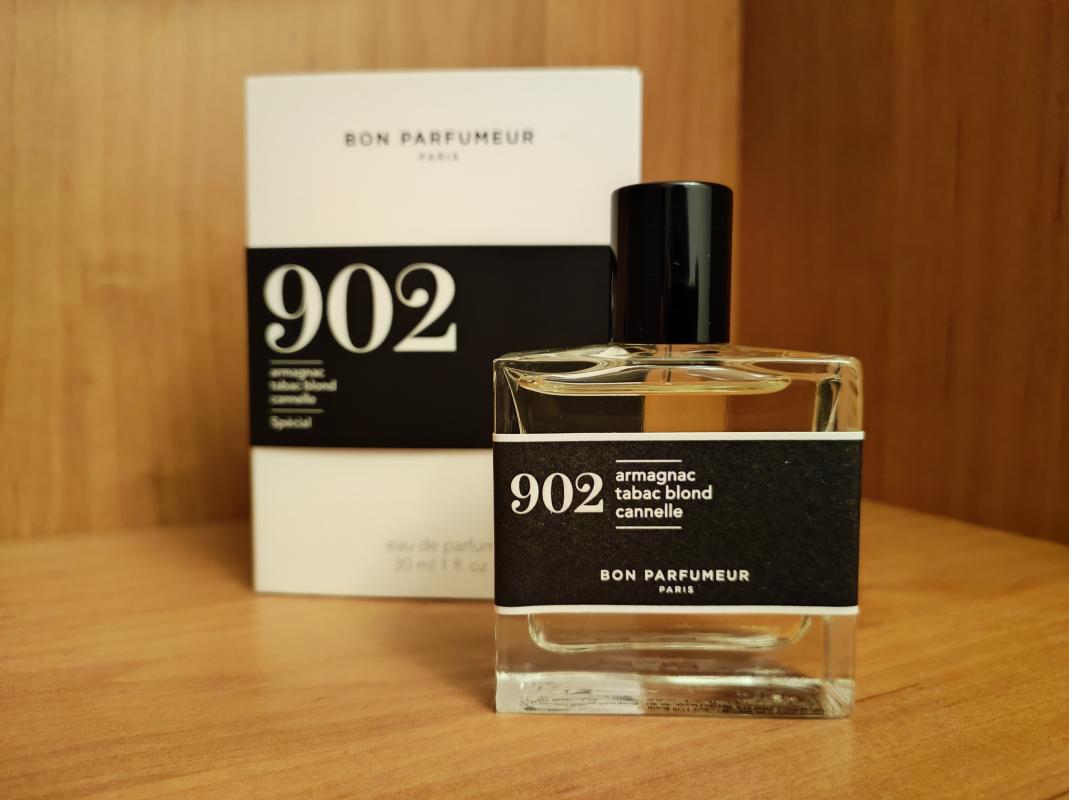 BON PARFUMEUR
PARIS
902
armagnac
tabac blond
cannelle
Spécial
eau de parfum
30 ml 1 fl. oz
902
armagnac
tabac blond
cannelle
BON PARFUMEUR
PARIS